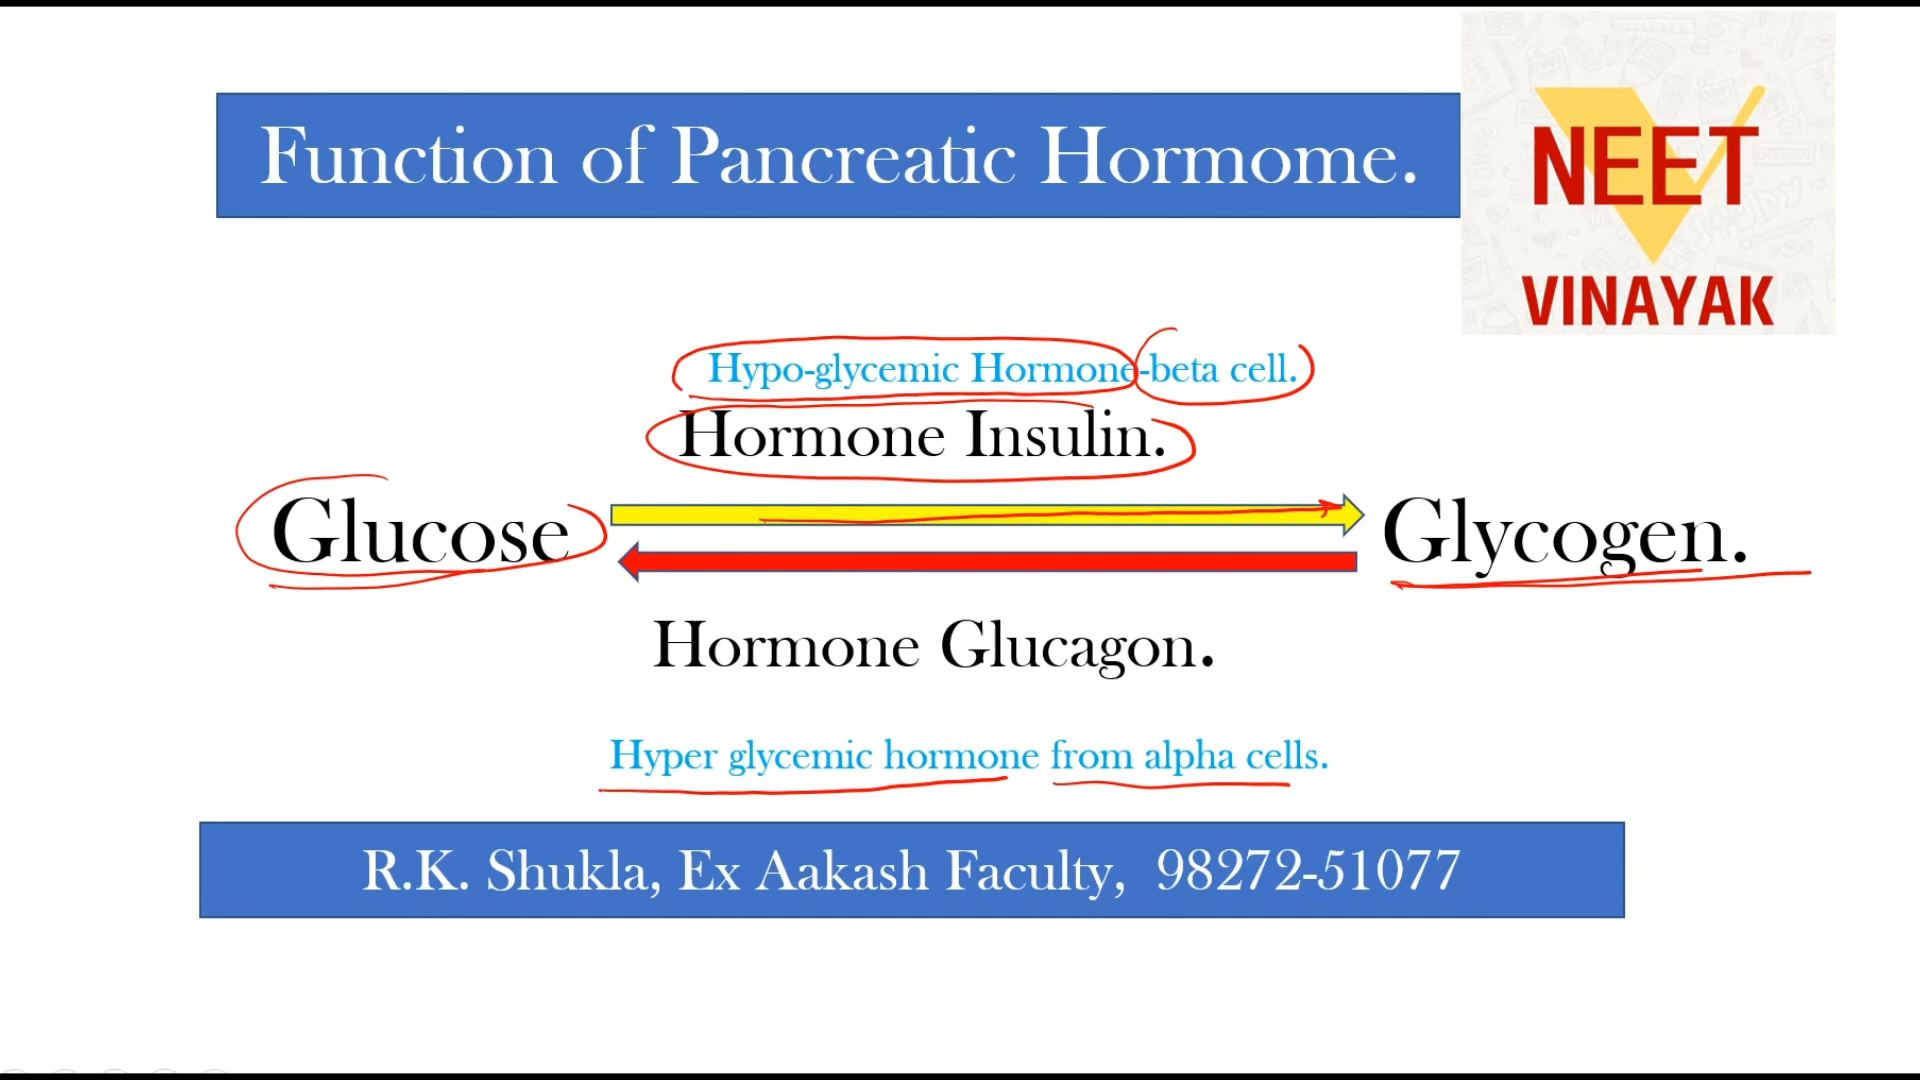 Function of Pancreatic Hormome.
NEET
VINAYAK
Hypo-glycemic Hormone-beta cell.
Hormone Insulin.
Glucose
Glycogen.
Hormone Glucagon.
Hyper glycemic hormone from alpha cells.
R.K. Shukla, Ex Aakash Faculty, 98272-51077